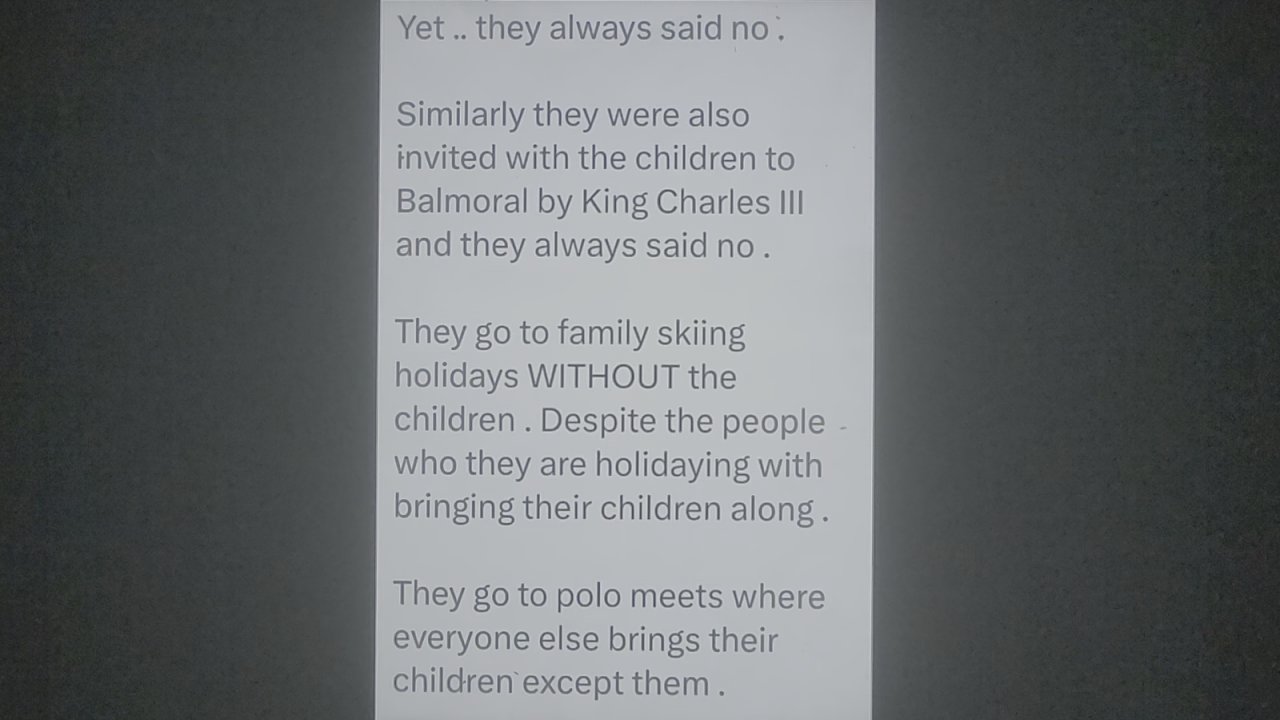 Yet .. they always said no .
Similarly they were also
invited with the children to
Balmoral by King Charles III
and they always said no .
They go to family skiing
holidays WITHOUT the
children . Despite the people
who they are holidaying with
bringing their children along .
They go to polo meets where
everyone else brings their
children except them .